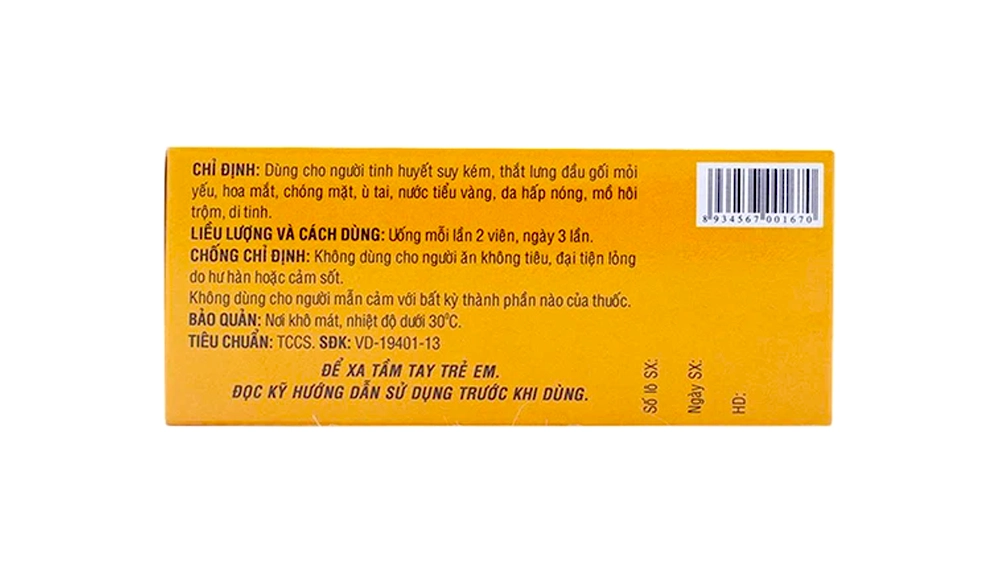 CHỈ ĐỊNH: Dùng cho người tinh huyết suy kém, thắt lưng đầu gối mỏi
yếu, hoa mắt, chóng mặt, ù tai, nước tiểu vàng, da hấp nóng, mồ hôi
trộm, di tinh.
LIỀU LƯỢNG VÀ CÁCH DÙNG: Uống mỗi lần 2 viên, ngày 3 lần.
CHỐNG CHỈ ĐỊNH: Không dùng cho người ăn không tiêu, đại tiện lỏng
do hư hàn hoặc cảm sốt.
Không dùng cho người mẫn cảm với bất kỳ thành phần nào của thuốc.
BẢO QUẢN: Nơi khô mát, nhiệt độ dưới 30⁰C.
TIÊU CHUẨN: TCCS. SĐK: VD-19401-13
ĐỂ XA TẦM TAY TRẺ EM.
ĐỌC KỸ HƯỚNG DẪN SỬ DỤNG TRƯỚC KHI DÙNG.
8 934567 001670
Số lô SX:
Ngày SX:
HD: